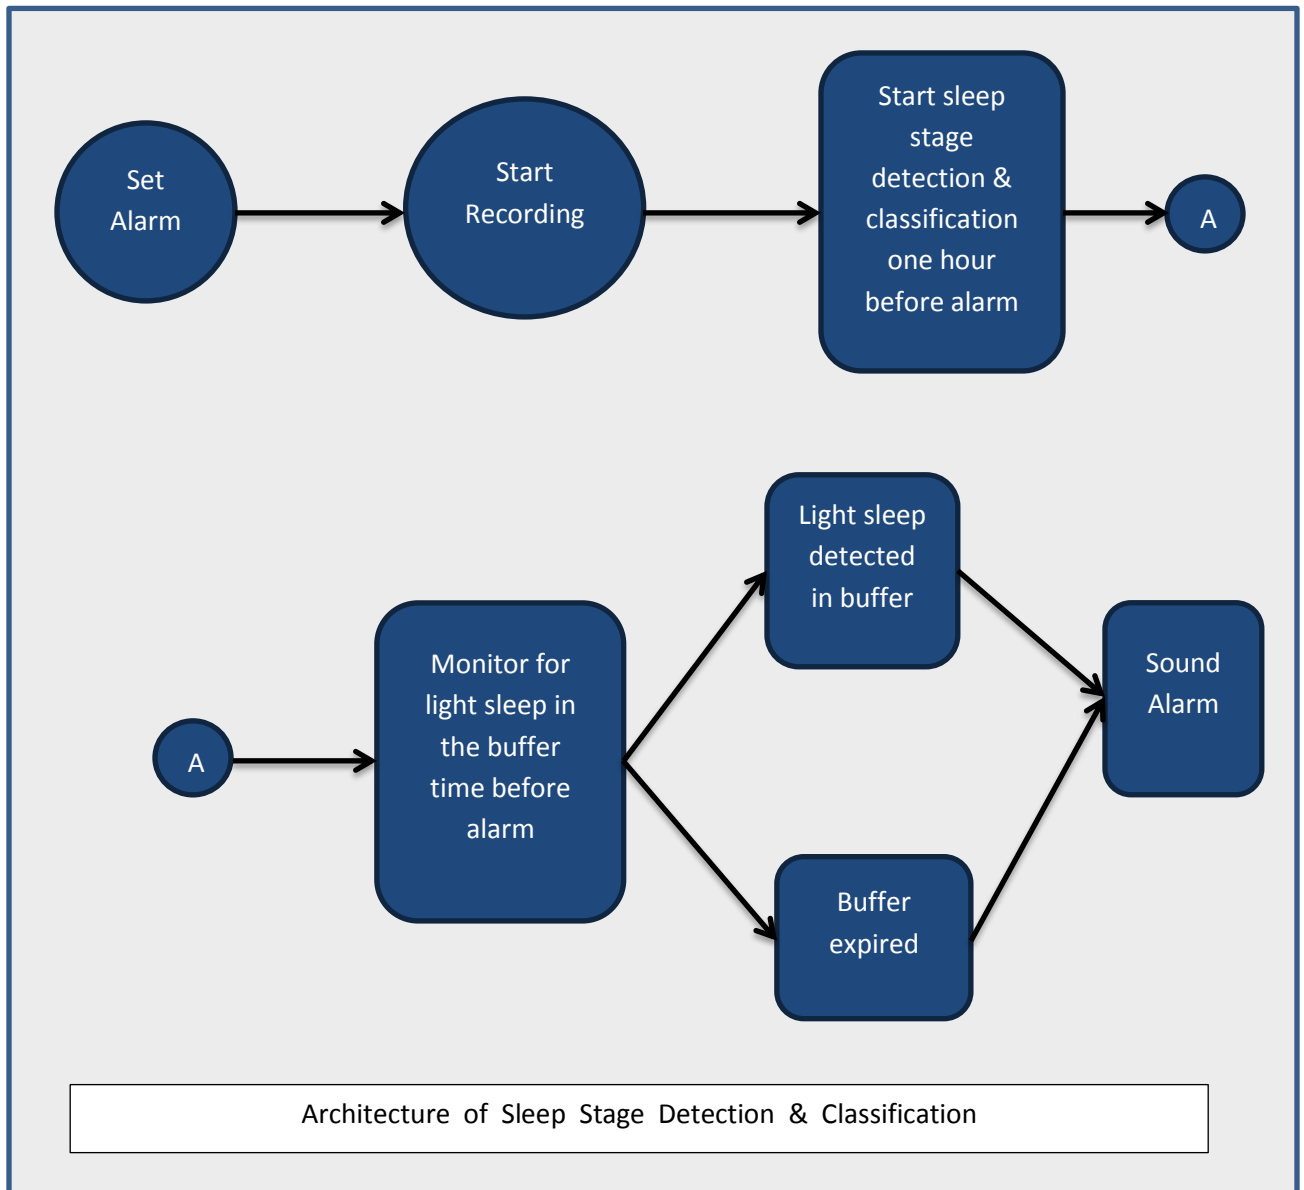 Set
Alarm
Start
Recording
Start sleep
stage
detection &
classification
one hour
before alarm
A
A
Monitor for
light sleep in
the buffer
time before
alarm
Light sleep
detected
in buffer
Buffer
expired
Sound
Alarm
Architecture of Sleep Stage Detection & Classification